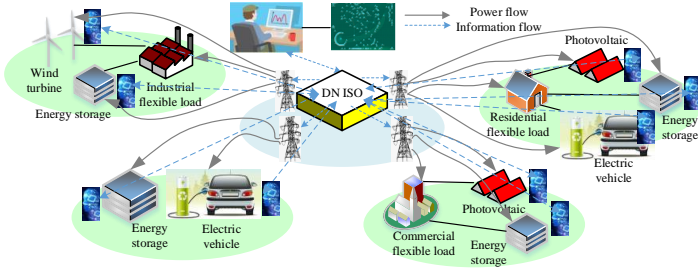 Power flow
Information flow
Photovoltaic
Wind
turbine
Industrial
flexible load
Energy storage
DN ISO
Residential
flexible load
Energy
storage
Electric
vehicle
Energy
storage
Electric
vehicle
Photovoltaic
Commercial
flexible load
Energy
storage